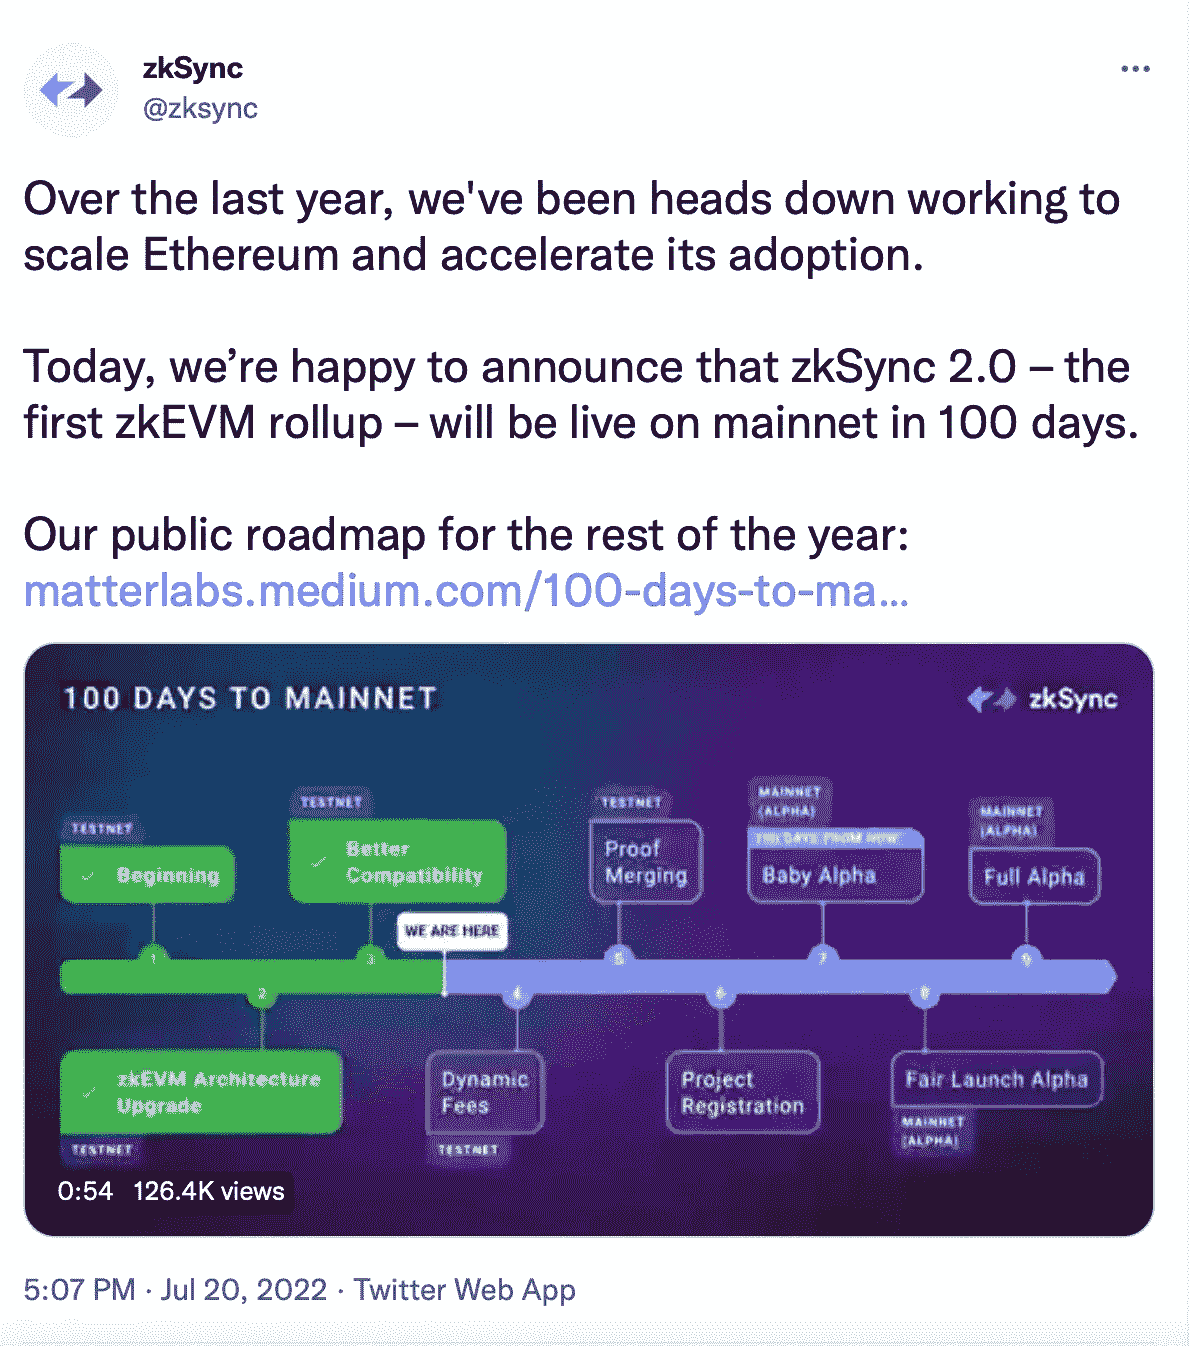 zkSync
@zksync
Over the last year, we've been heads down working to
scale Ethereum and accelerate its adoption.
Today, we’re happy to announce that zkSync 2.0 – the
first zkEVM rollup – will be live on mainnet in 100 days.
Our public roadmap for the rest of the year:
matterlabs.medium.com/100-days-to-ma...
100 DAYS TO MAINNET
zkSync
TESTNET
Beginning
TESTNET
Better
Compatibility
WE ARE HERE
TESTNET
Proof
Merging
MAINNET
(ALPHA)
100 DAYS FROM NOW
Baby Alpha
MAINNET
(ALPHA)
Full Alpha
1
3
5
7
9
2
4
6
8
zkEVM Architecture
Upgrade
TESTNET
Dynamic
Fees
TESTNET
Project
Registration
Fair Launch Alpha
MAINNET
(ALPHA)
0:54 126.4K views
5:07 PM · Jul 20, 2022 · Twitter Web App